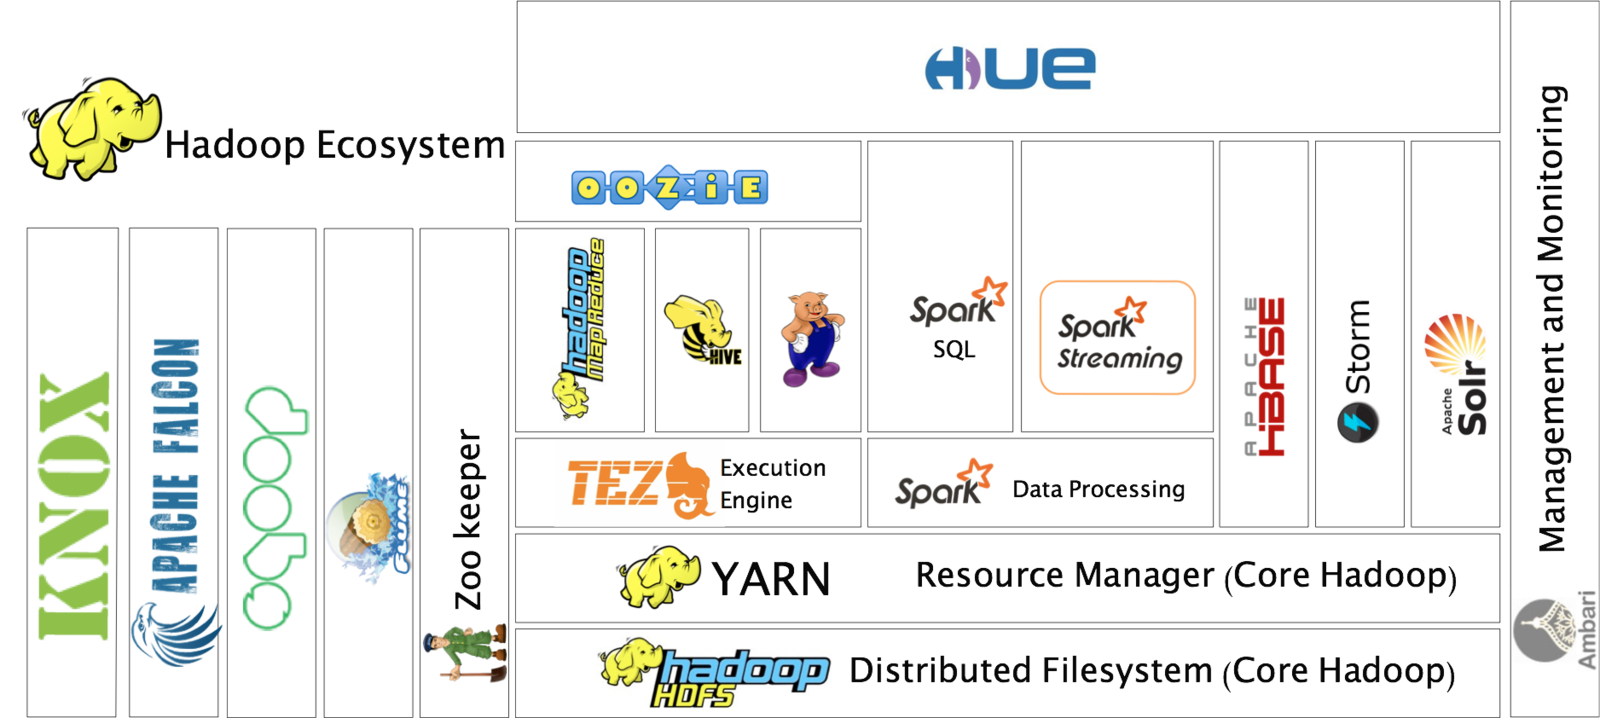 HUE
Hadoop Ecosystem
OOZiE
KNOX
APACHE FALCON
sqoop
FLUME
Zoo keeper
hadoop
Map Reduce
HIVE
Spark
SQL
Spark
Streaming
APACHE
HBASE
Storm
Apache
Solr
TEZ
Execution
Engine
Spark
Data Processing
YARN
Resource Manager (Core Hadoop)
hadoop
HDFS
Distributed Filesystem (Core Hadoop)
Management and Monitoring
Ambari